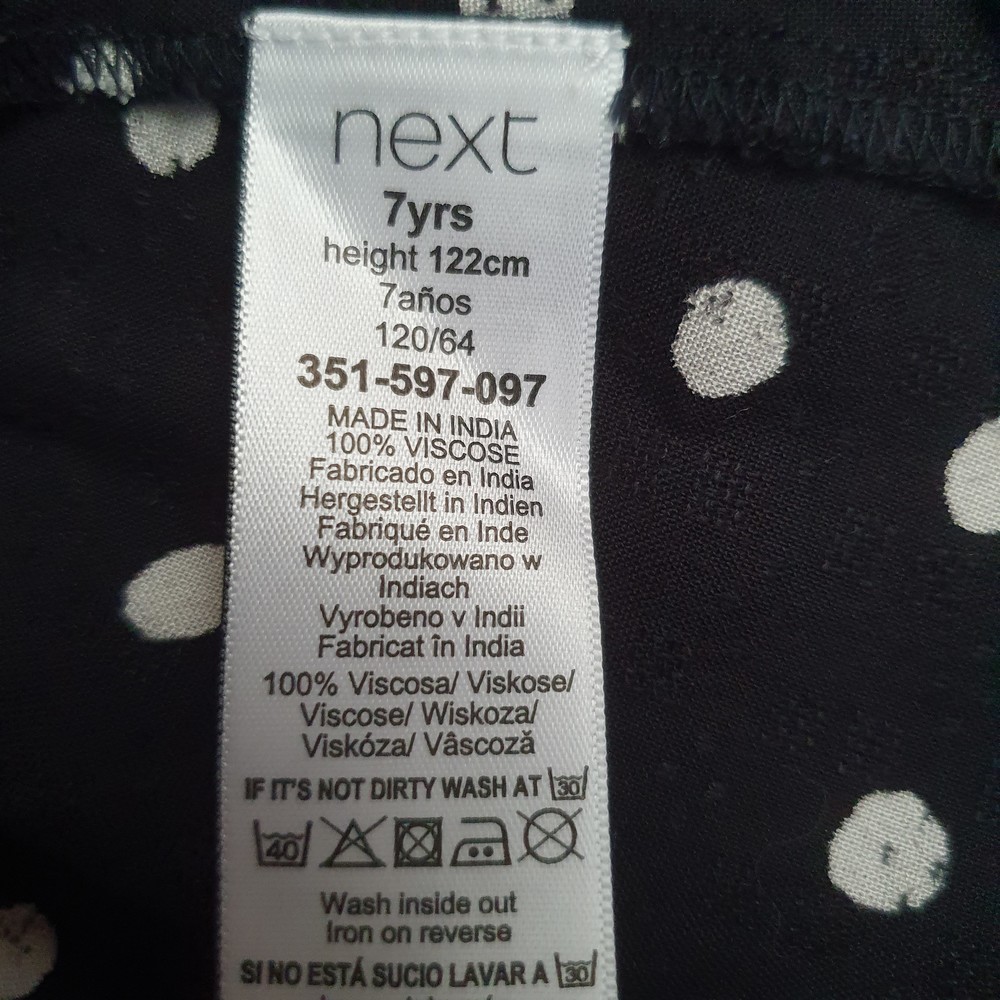 next
7yrs
height 122cm
7años
120/64
351-597-097
MADE IN INDIA
100% VISCOSE
Fabricado en India
Hergestellt in Indien
Fabriqué en Inde
Wyprodukowano w
Indiach
Vyrobeno v Indii
Fabricat în India
100% Viscosa/ Viskose/
Viscose/ Wiskoza/
Viskóza/ Vâscoză
IF IT'S NOT DIRTY WASH AT 30
40
Wash inside out
Iron on reverse
SI NO ESTÁ SUCIO LAVAR A 30